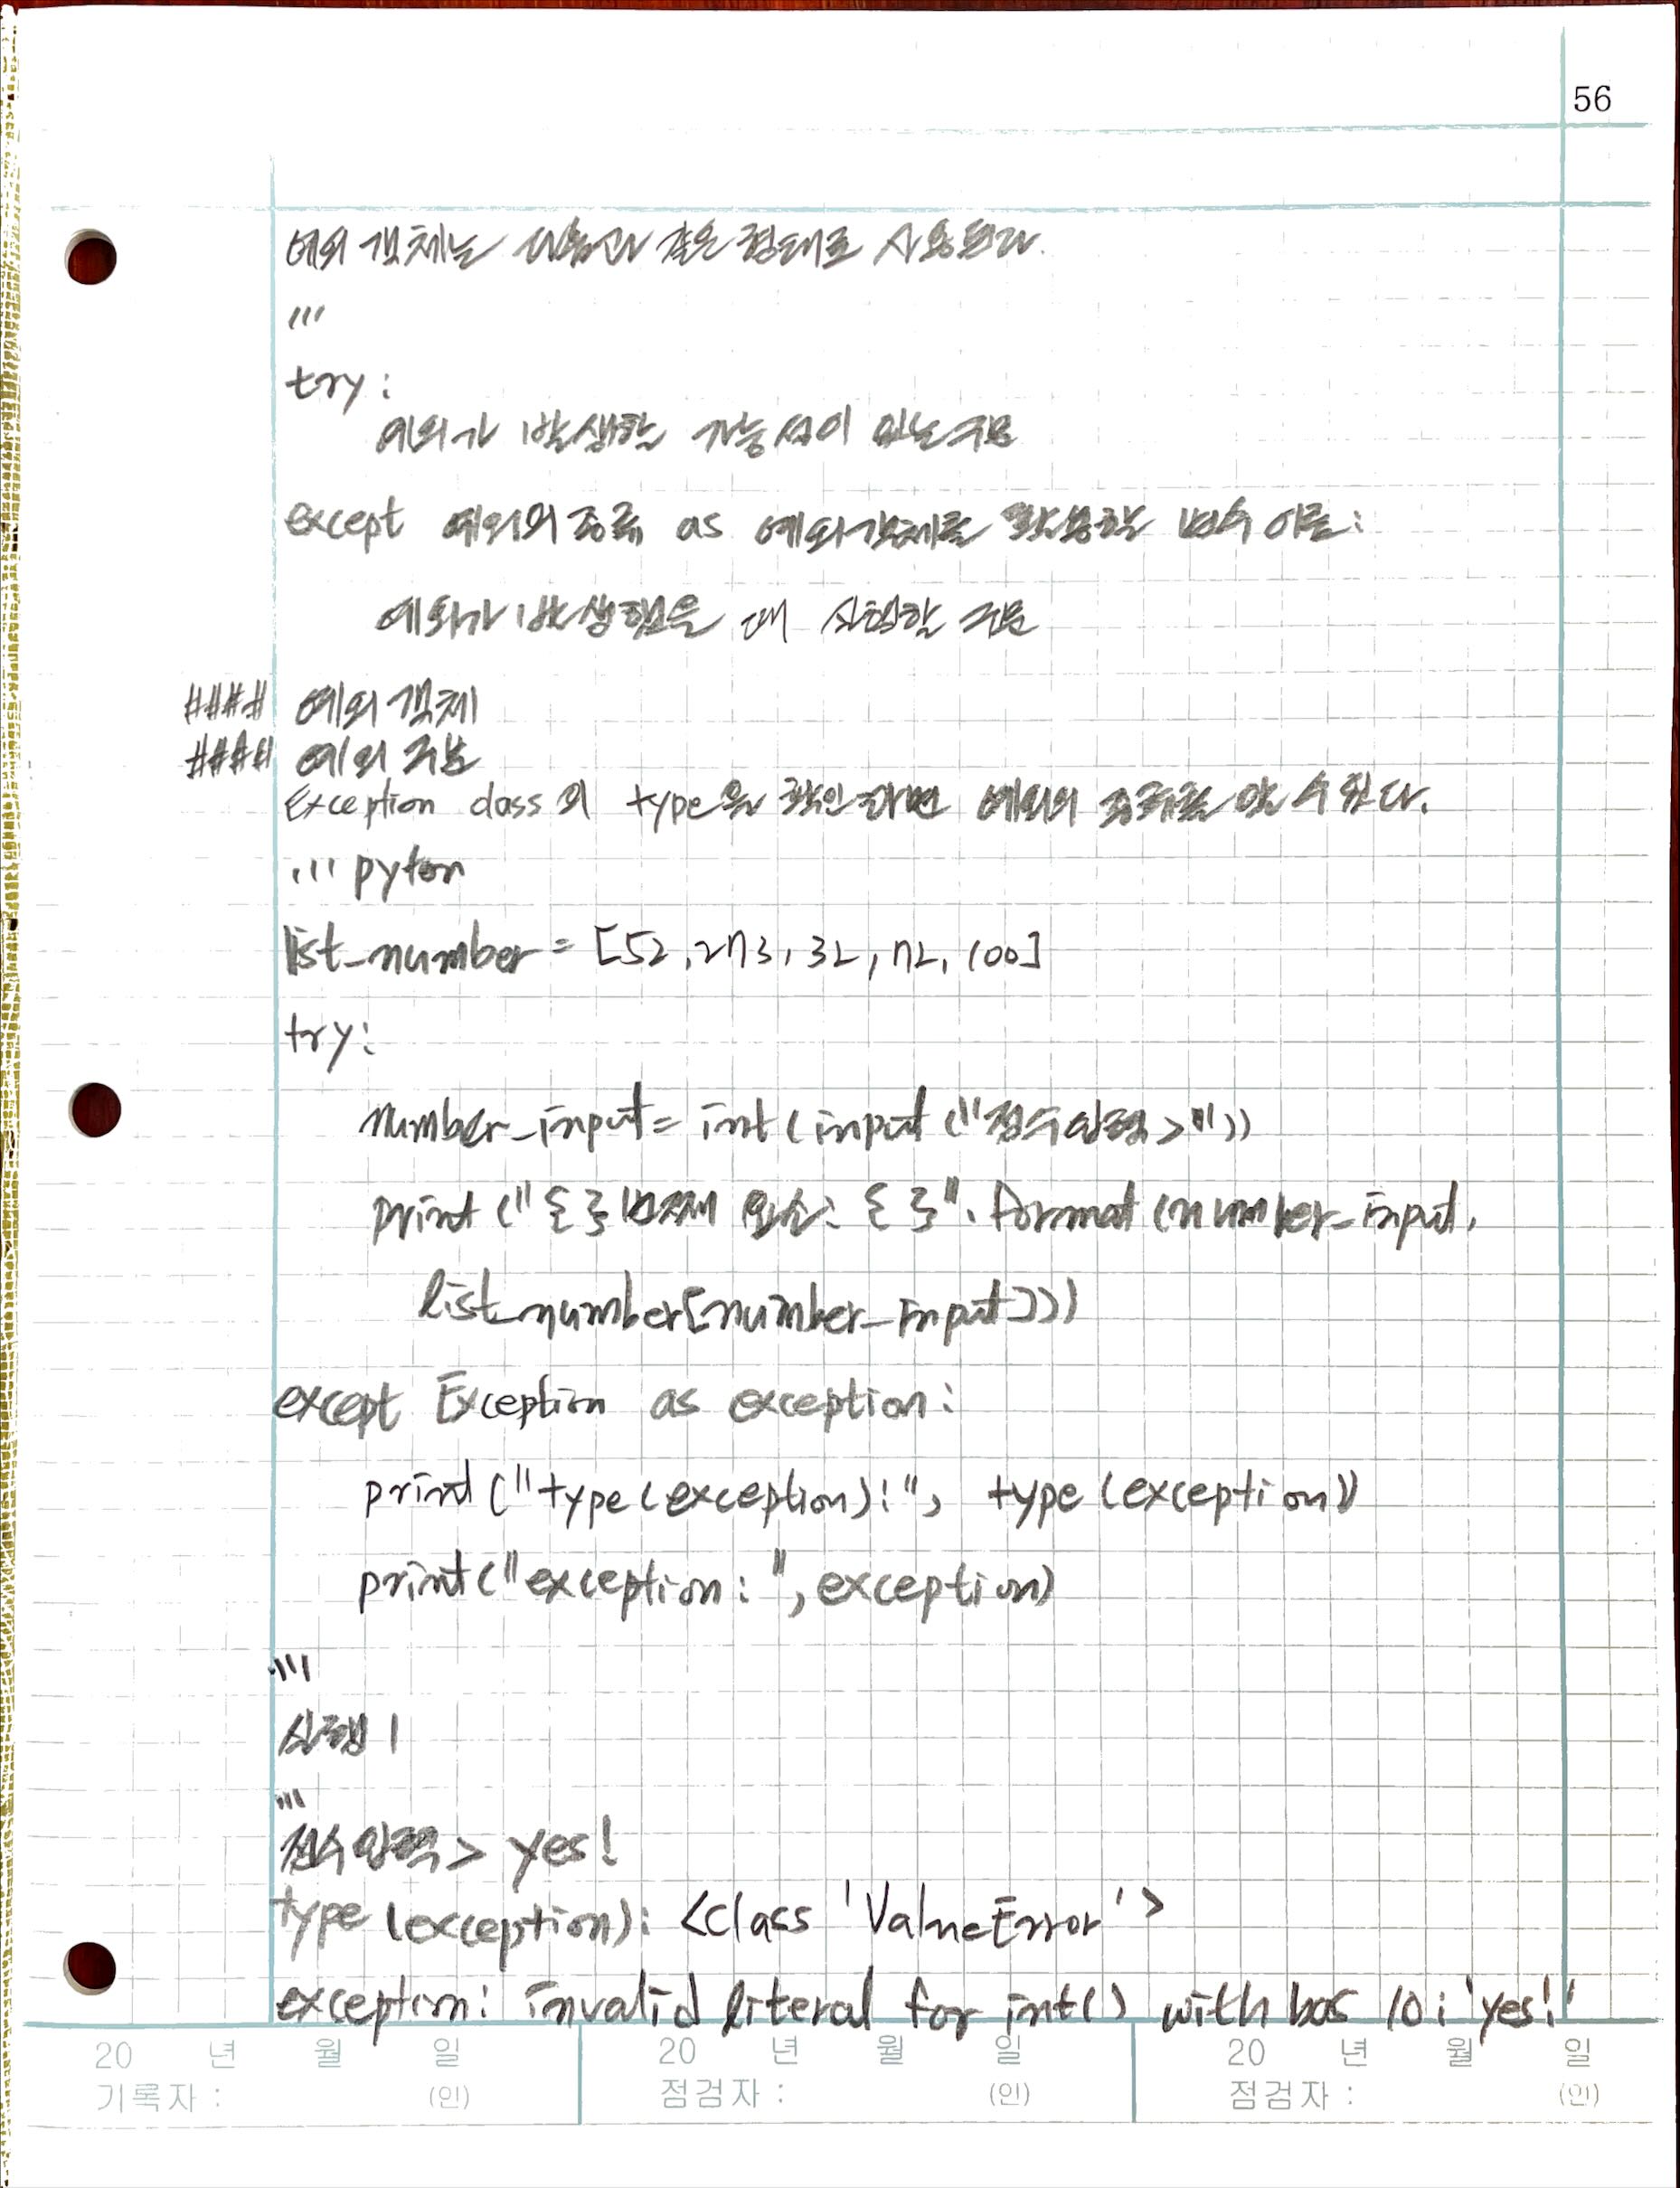 56
예외 객체는 다음과 같은 형태로 사용된다.
'''
try:
예외가 발생할 가능성이 있는 구문
except 예외의 종류 as 예외객체를 활용할 변수 이름:
예외가 발생했을 때 실행할 구문
#### 예외 객체
#### 예외 구분
Exception class의 type을 확인하면 예외의 종류를 알 수 있다.
''' pyton
list_number = [52, 273, 32, 72, 100]
try:
number_input = int(input("정수입력>"))
print("{}번째 요소: {}".format(number_input,
list_number[number_input]))
except Exception as exception:
print("type(exception):", type(exception))
print("exception:", exception)
'''
실행 1
'''
정수입력> yes!
type (exception): <class 'ValueError'>
exception: invalid literal for int() with bas 10: 'yes!'
20 년 월 일 20 년 월 일 20 년 월 일
기록자 : (인) 점검자 : (인) 점검자 : (인)